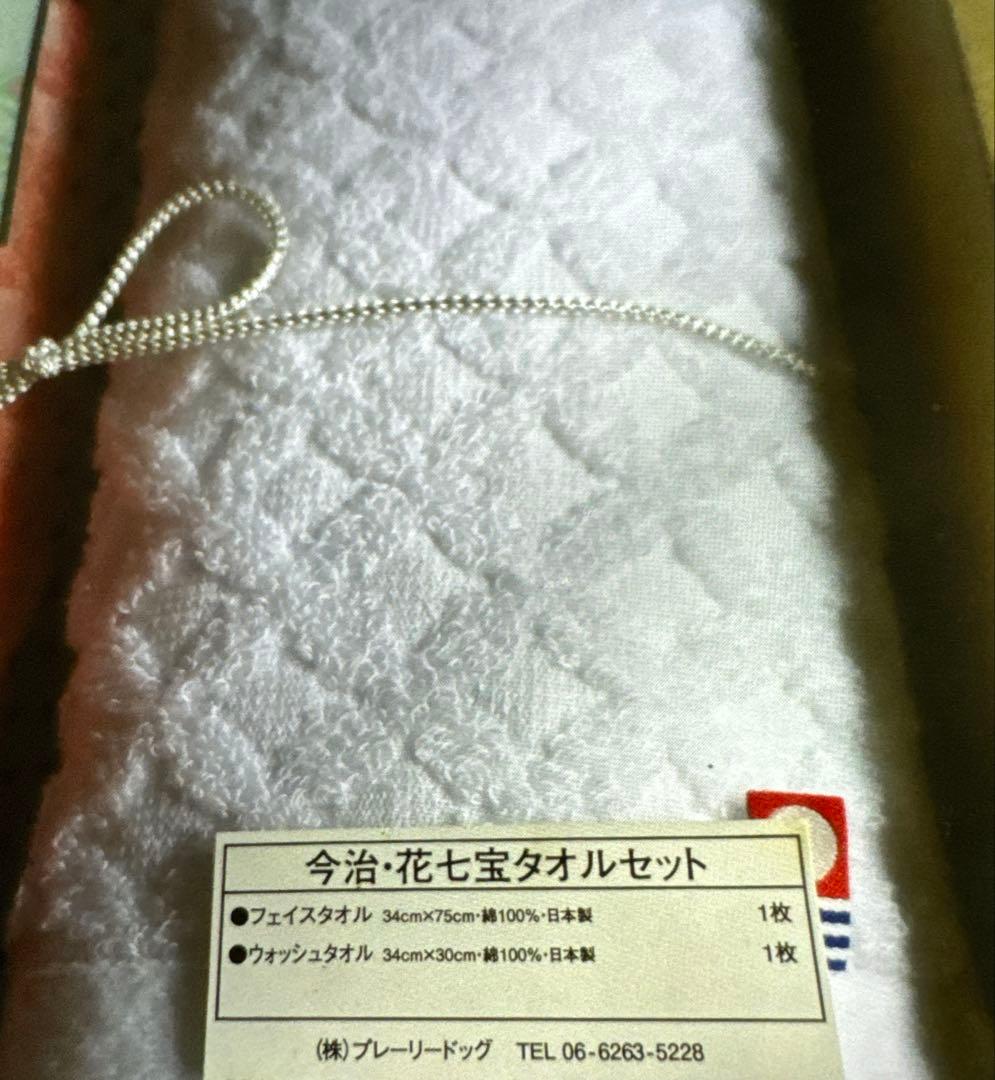 今治・花七宝タオルセット
●フェイスタオル 34cm×75cm・綿100%・日本製 1枚
●ウォッシュタオル 34cm×30cm・綿100%・日本製 1枚
(株)プレーリードッグ TEL 06-6263-5228